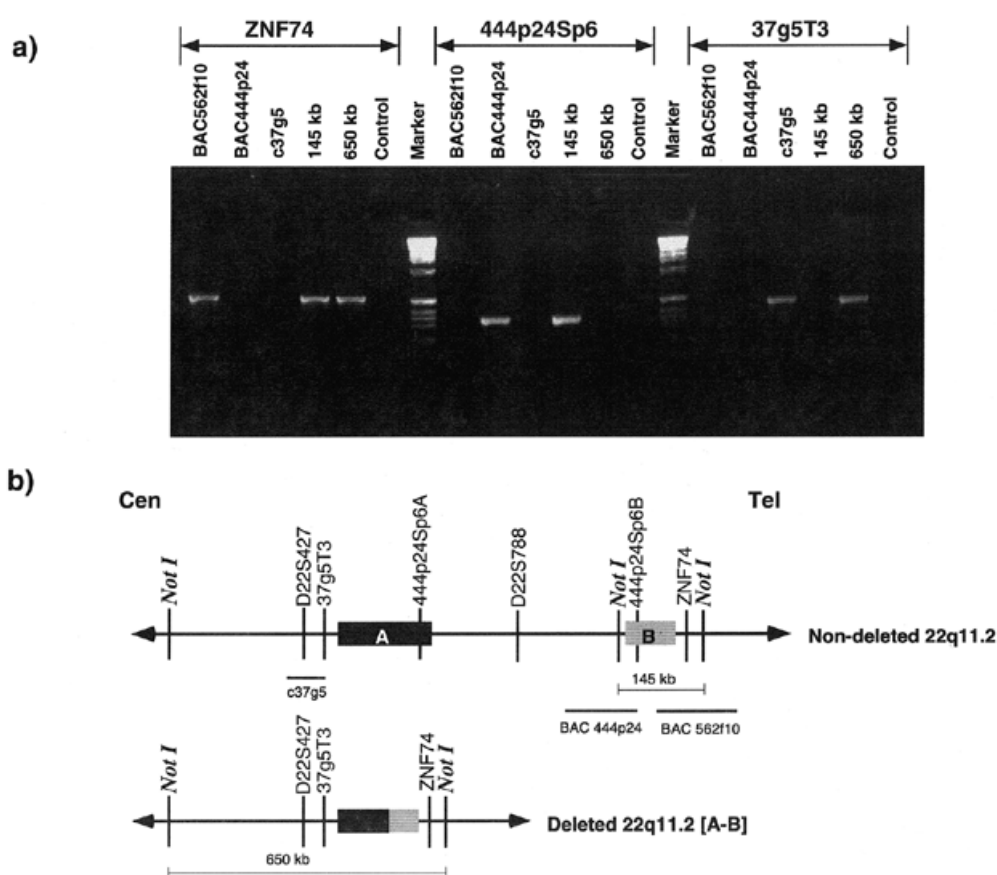 a)
ZNF74
444p24Sp6
37g5T3
BAC562f10
BAC444p24
c37g5
145 kb
650 kb
Control
Marker
BAC562f10
BAC444p24
c37g5
145 kb
650 kb
Control
Marker
BAC562f10
BAC444p24
c37g5
145 kb
650 kb
Control
b)
Cen
Tel
Not I
D22S427
37g5T3
444p24Sp6A
D22S788
Not I
444p24Sp6B
ZNF74
Not I
A
B
Non-deleted 22q11.2
c37g5
145 kb
BAC 444p24
BAC 562f10
Not I
D22S427
37g5T3
ZNF74
Not I
Deleted 22q11.2 [A-B]
650 kb